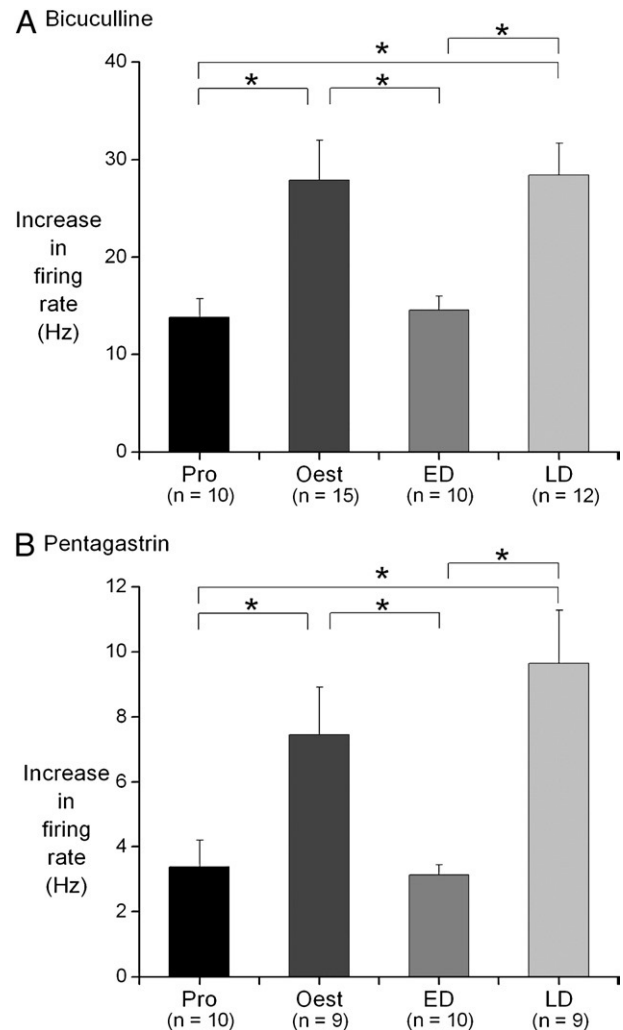 A Bicuculline
*
*
*
*
40
30
20
10
0
Increase
in
firing
rate
(Hz)
Pro
Oest
ED
LD
(n = 10)
(n = 15)
(n = 10)
(n = 12)
B Pentagastrin
*
*
*
*
12
10
8
6
4
2
0
Increase
in
firing
rate
(Hz)
Pro
Oest
ED
LD
(n = 10)
(n = 9)
(n = 10)
(n = 9)